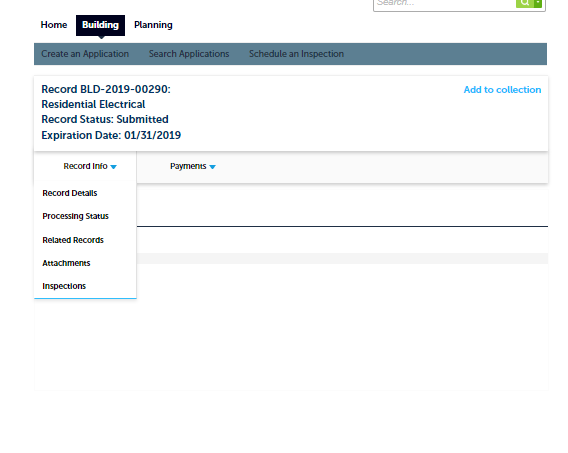 Search...
Home Building Planning
Create an Application Search Applications Schedule an Inspection
Record BLD-2019-00290: Add to collection
Residential Electrical
Record Status: Submitted
Expiration Date: 01/31/2019
Record Info Payments
Record Details
Processing Status
Related Records
Attachments
Inspections